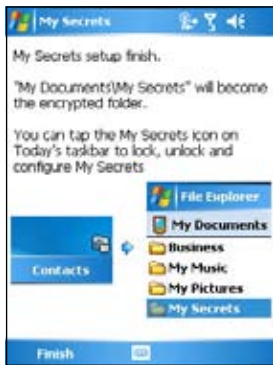 My Secrets
My Secrets setup finish.
"My Documents\My Secrets" will become
the encrypted folder.
You can tap the My Secrets icon on
Today's taskbar to lock, unlock and
configure My Secrets
File Explorer
My Documents
Business
My Music
My Pictures
My Secrets
Contacts
Finish